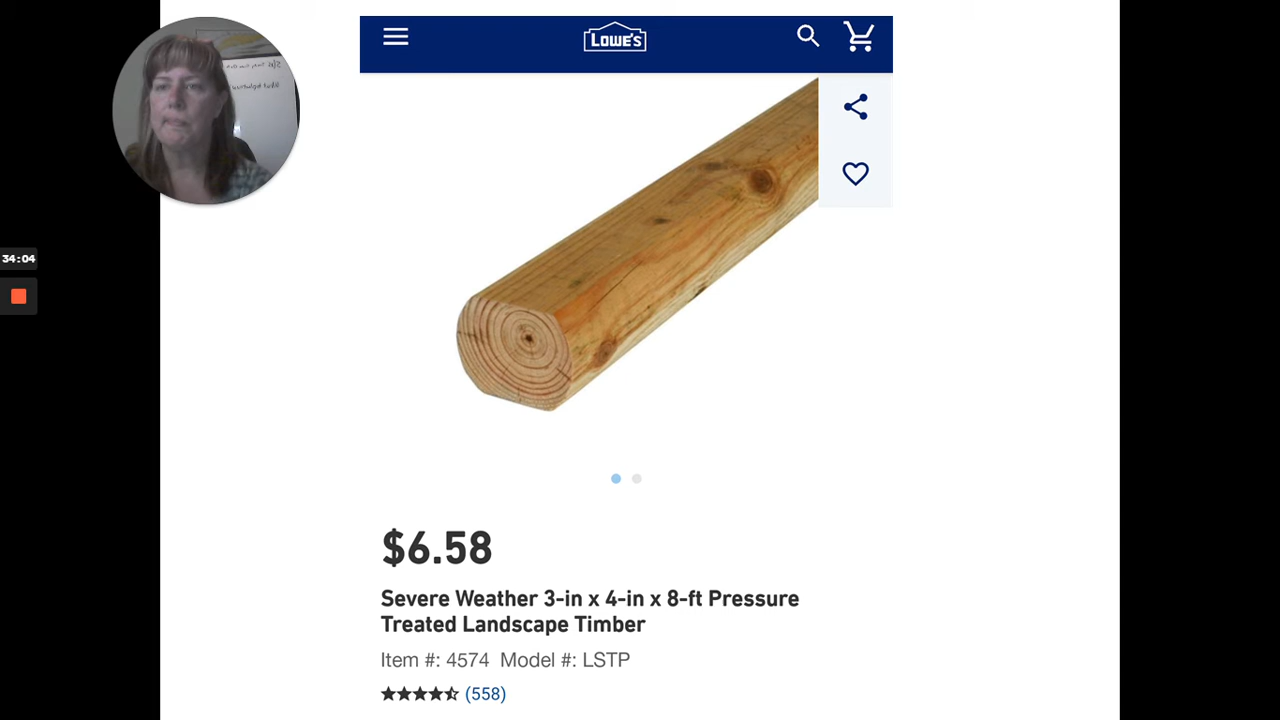 LOWE'S
34:04
$6.58
Severe Weather 3-in x 4-in x 8-ft Pressure
Treated Landscape Timber
Item #: 4574 Model #: LSTP
(558)